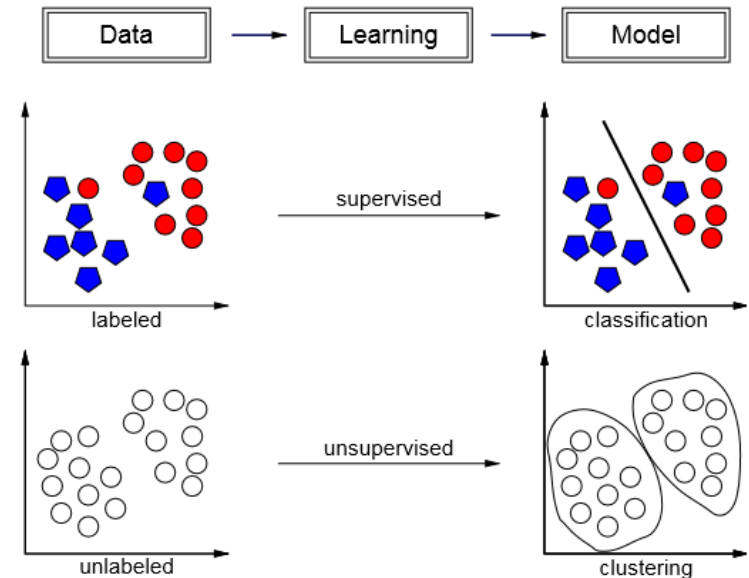 Data
Learning
Model
supervised
labeled
classification
unsupervised
unlabeled
clustering